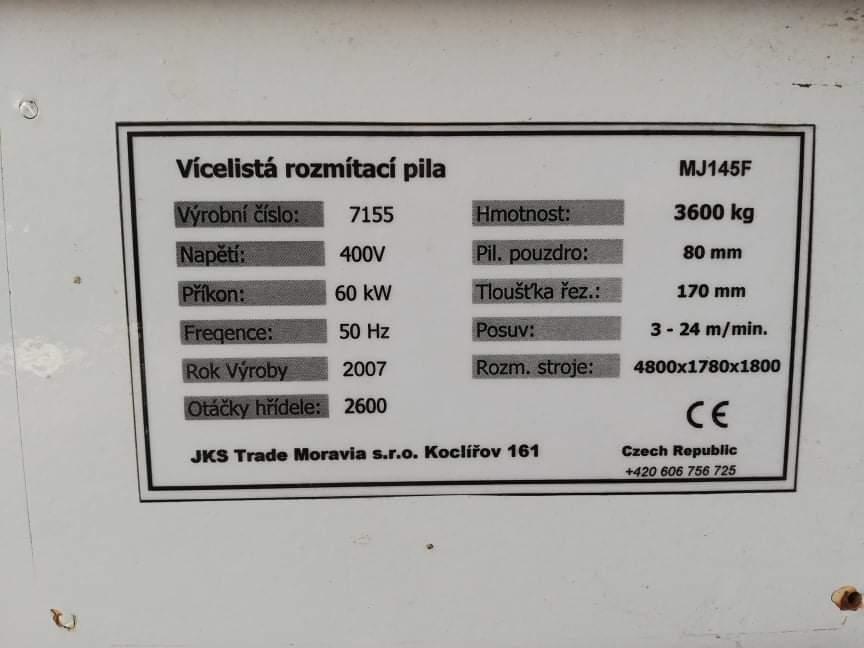 Vícelistá rozmítací pila MJ145F
Výrobní číslo: 7155 Hmotnost: 3600 kg
Napětí: 400V Pil. pouzdro: 80 mm
Příkon: 60 kW Tloušťka řez.: 170 mm
Freqence: 50 Hz Posuv: 3 - 24 m/min.
Rok Výroby 2007 Rozm. stroje: 4800x1780x1800
Otáčky hřídele: 2600 CE
JKS Trade Moravia s.r.o. Koclířov 161 Czech Republic
+420 606 756 725